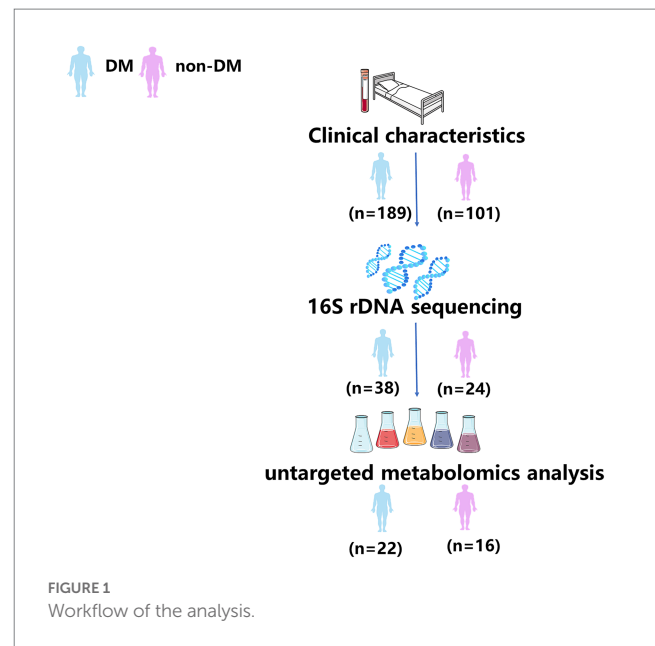 DM non-DM
Clinical characteristics
(n=189) (n=101)
16S rDNA sequencing
(n=38) (n=24)
untargeted metabolomics analysis
(n=22) (n=16)
FIGURE 1
Workflow of the analysis.